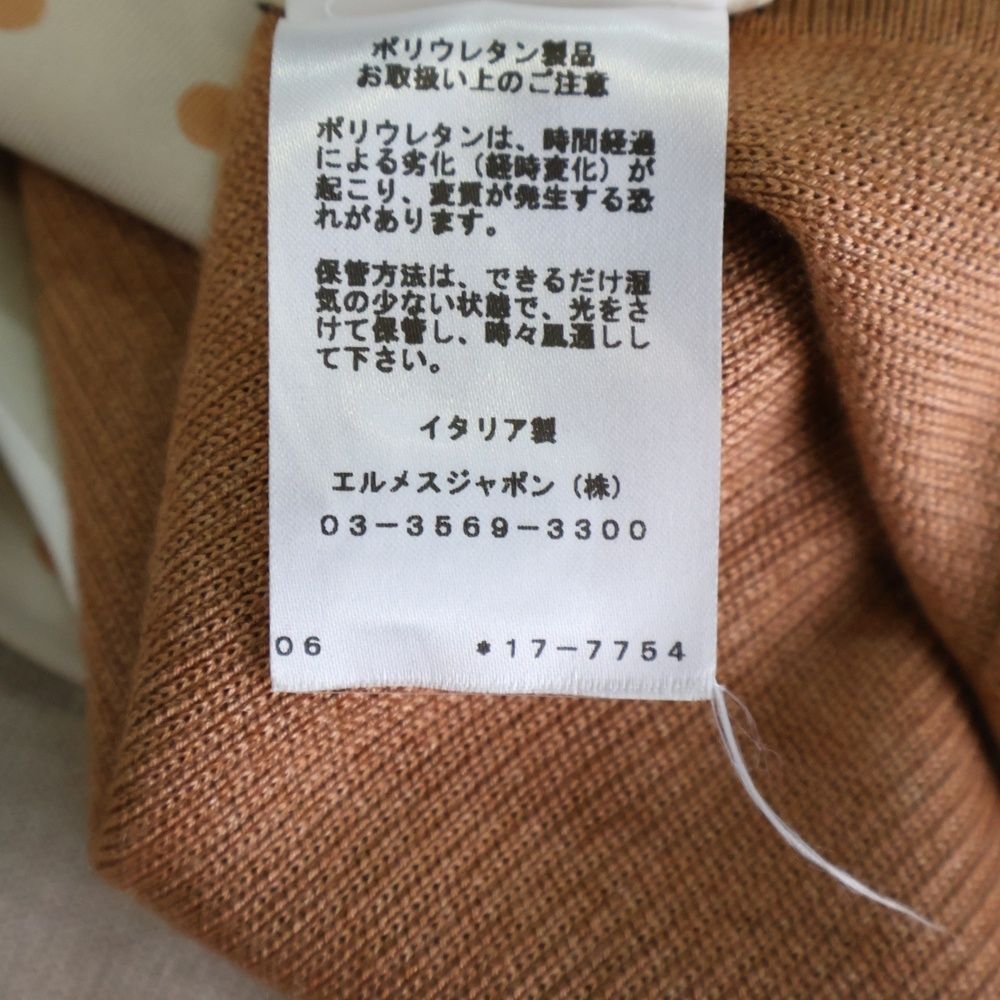 ポリウレタン製品
お取扱い上のご注意
ポリウレタンは、時間経過
による劣化（経時変化）が
起こり、変質が発生する恐
れがあります。
保管方法は、できるだけ湿
気の少ない状態で、光をさ
けて保管し、時々風通しし
て下さい。
イタリア製
エルメスジャポン（株）
03-3569-3300
06 *17-7754